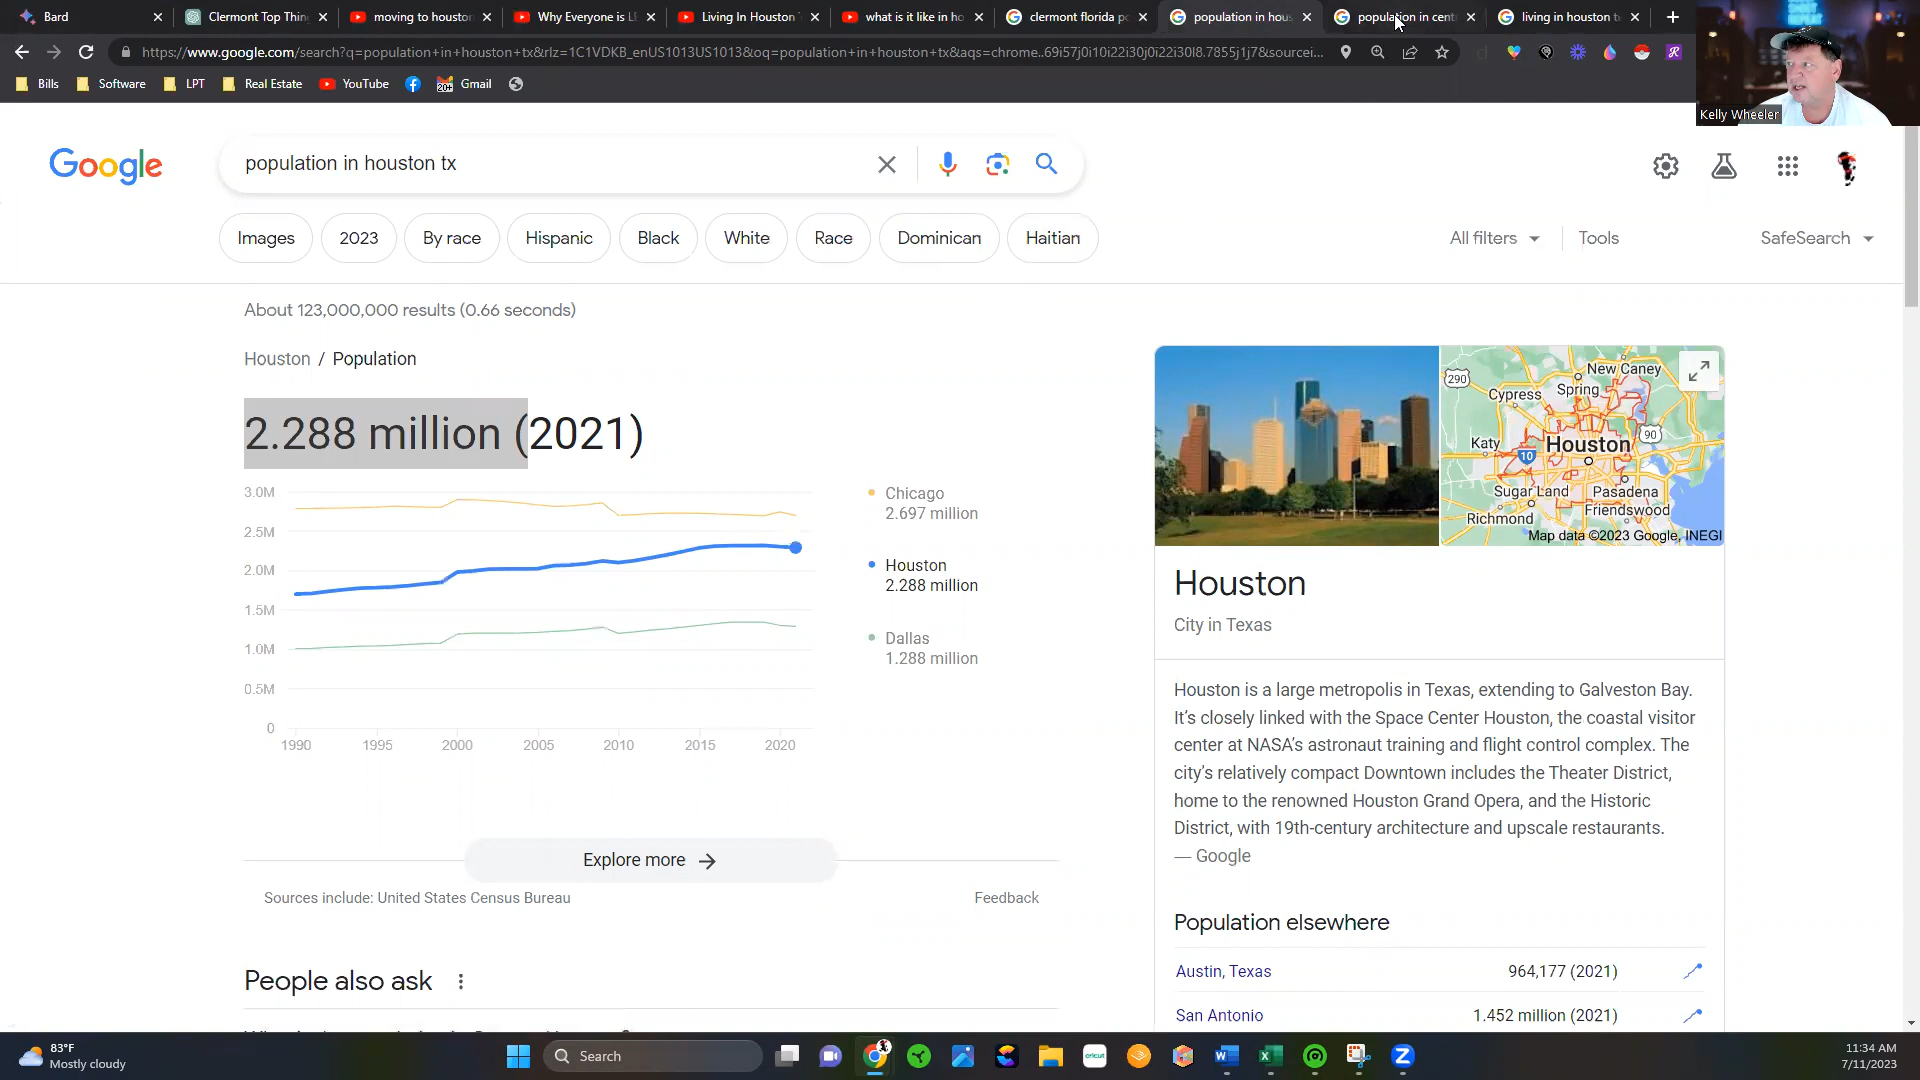 Bard
Clermont Top Thin
moving to houston
Why Everyone is L
Living In Houston
what is it like in ho
clermont florida po
population in hous
population in cent
living in houston t
https://www.google.com/search?q=population+in+houston+tx&rlz=1C1VDKB_enUS1013US1013&oq=population+in+houston+tx&aqs=chrome..69i57j0i10i22i30j0i22i30l8.7855j1j7&sourcei...
Bills
Software
LPT
Real Estate
YouTube
20+
Gmail
Kelly Wheeler
Google
population in houston tx
Images
2023
By race
Hispanic
Black
White
Race
Dominican
Haitian
All filters
Tools
SafeSearch
About 123,000,000 results (0.66 seconds)
Houston / Population
2.288 million (2021)
3.0M
2.5M
2.0M
1.5M
1.0M
0.5M
0
1990 1995 2000 2005 2010 2015 2020
Chicago
2.697 million
Houston
2.288 million
Dallas
1.288 million
Explore more
Sources include: United States Census Bureau
Feedback
People also ask
290
New Caney
Spring
Cypress
90
Katy
Houston
10
Sugar Land
Pasadena
Friendswood
Richmond
Map data ©2023 Google, INEGI
Houston
City in Texas
Houston is a large metropolis in Texas, extending to Galveston Bay.
It's closely linked with the Space Center Houston, the coastal visitor
center at NASA's astronaut training and flight control complex. The
city's relatively compact Downtown includes the Theater District,
home to the renowned Houston Grand Opera, and the Historic
District, with 19th-century architecture and upscale restaurants.
— Google
Population elsewhere
Austin, Texas 964,177 (2021)
San Antonio 1.452 million (2021)
83°F
Mostly cloudy
Search
cricut
11:34 AM
7/11/2023